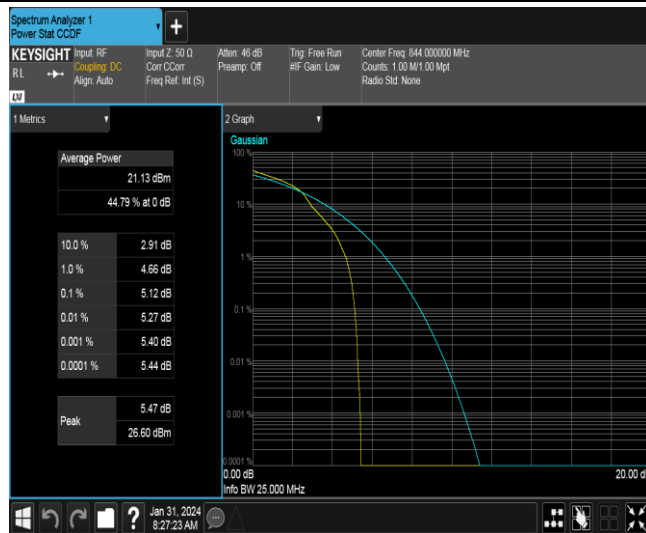 Spectrum Analyzer 1
Power Stat CCDF
+
KEYSIGHT
RL
Input: RF
Coupling: DC
Align: Auto
Input Z: 50 Ω
Corr CCorr
Freq Ref: Int (S)
Atten: 46 dB
Preamp: Off
Trig: Free Run
#IF Gain: Low
Center Freq: 844.000000 MHz
Counts: 1.00 M/1.00 Mpt
Radio Std: None
1 Metrics
Average Power
21.13 dBm
44.79 % at 0 dB
10.0 % 2.91 dB
1.0 % 4.66 dB
0.1 % 5.12 dB
0.01 % 5.27 dB
0.001 % 5.40 dB
0.0001 % 5.44 dB
Peak
5.47 dB
26.60 dBm
2 Graph
Gaussian
100 %
10 %
1 %
0.1 %
0.01 %
0.001 %
0.0001 %
0.00 dB
20.00 d
Info BW 25.000 MHz
?
Jan 31, 2024
8:27:23 AM